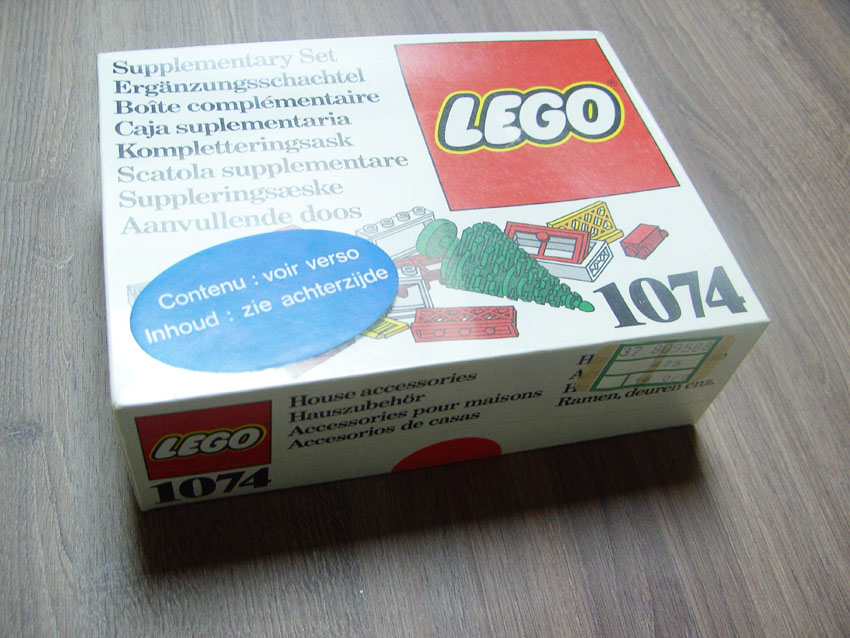 Supplementary Set
Ergänzungsschachtel
Boîte complémentaire
Caja suplementaria
Kompletteringsask
Scatola supplementare
Suppleringsæske
Aanvullende doos
LEGO
Contenu : voir verso
Inhoud : zie achterzijde
1074
LEGO
1074
House accessories
Hauszubehör
Accessories pour maisons
Accesorios de casas
H
A
Ramen, deuren enz.
75